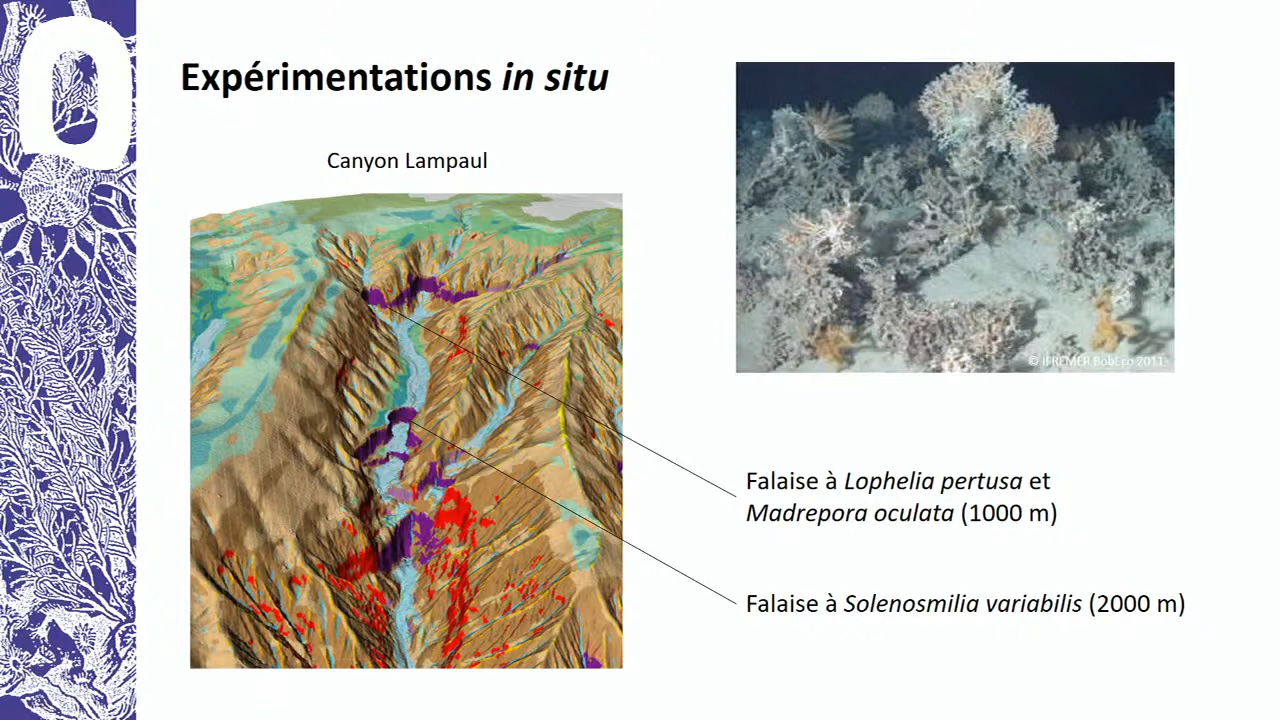 Expérimentations in situ
Canyon Lampaul
© IFREMER BobEco 2011
Falaise à Lophelia pertusa et
Madrepora oculata (1000 m)
Falaise à Solenosmilia variabilis (2000 m)